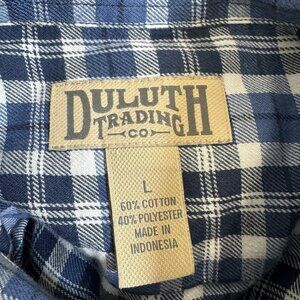 DULUTH
TRADING
CO
L
60% COTTON
40% POLYESTER
MADE IN
INDONESIA